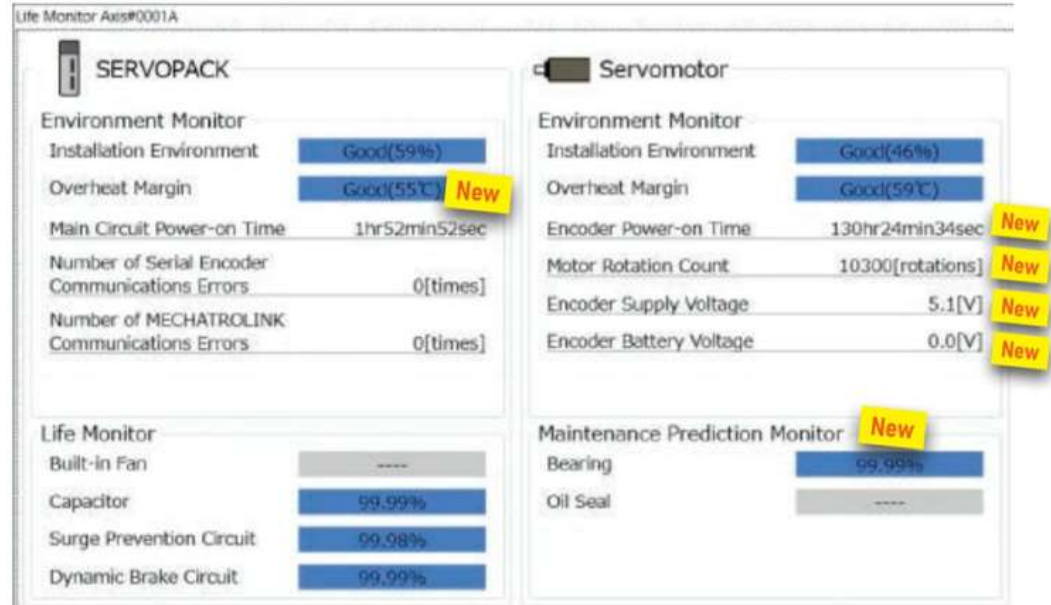 Life Monitor Axis#0001A
SERVOPACK
Environment Monitor
Installation Environment Good(59%)
Overheat Margin Good(55℃) New
Main Circuit Power-on Time 1hr52min52sec
Number of Serial Encoder
Communications Errors 0[times]
Number of MECHATROLINK
Communications Errors 0[times]
Life Monitor
Built-in Fan ----
Capacitor 99.99%
Surge Prevention Circuit 99.98%
Dynamic Brake Circuit 99.99%
Servomotor
Environment Monitor
Installation Environment Good(46%)
Overheat Margin Good(59℃)
Encoder Power-on Time 130hr24min34sec New
Motor Rotation Count 10300[rotations] New
Encoder Supply Voltage 5.1[V] New
Encoder Battery Voltage 0.0[V] New
Maintenance Prediction Monitor New
Bearing 99.99%
Oil Seal ----